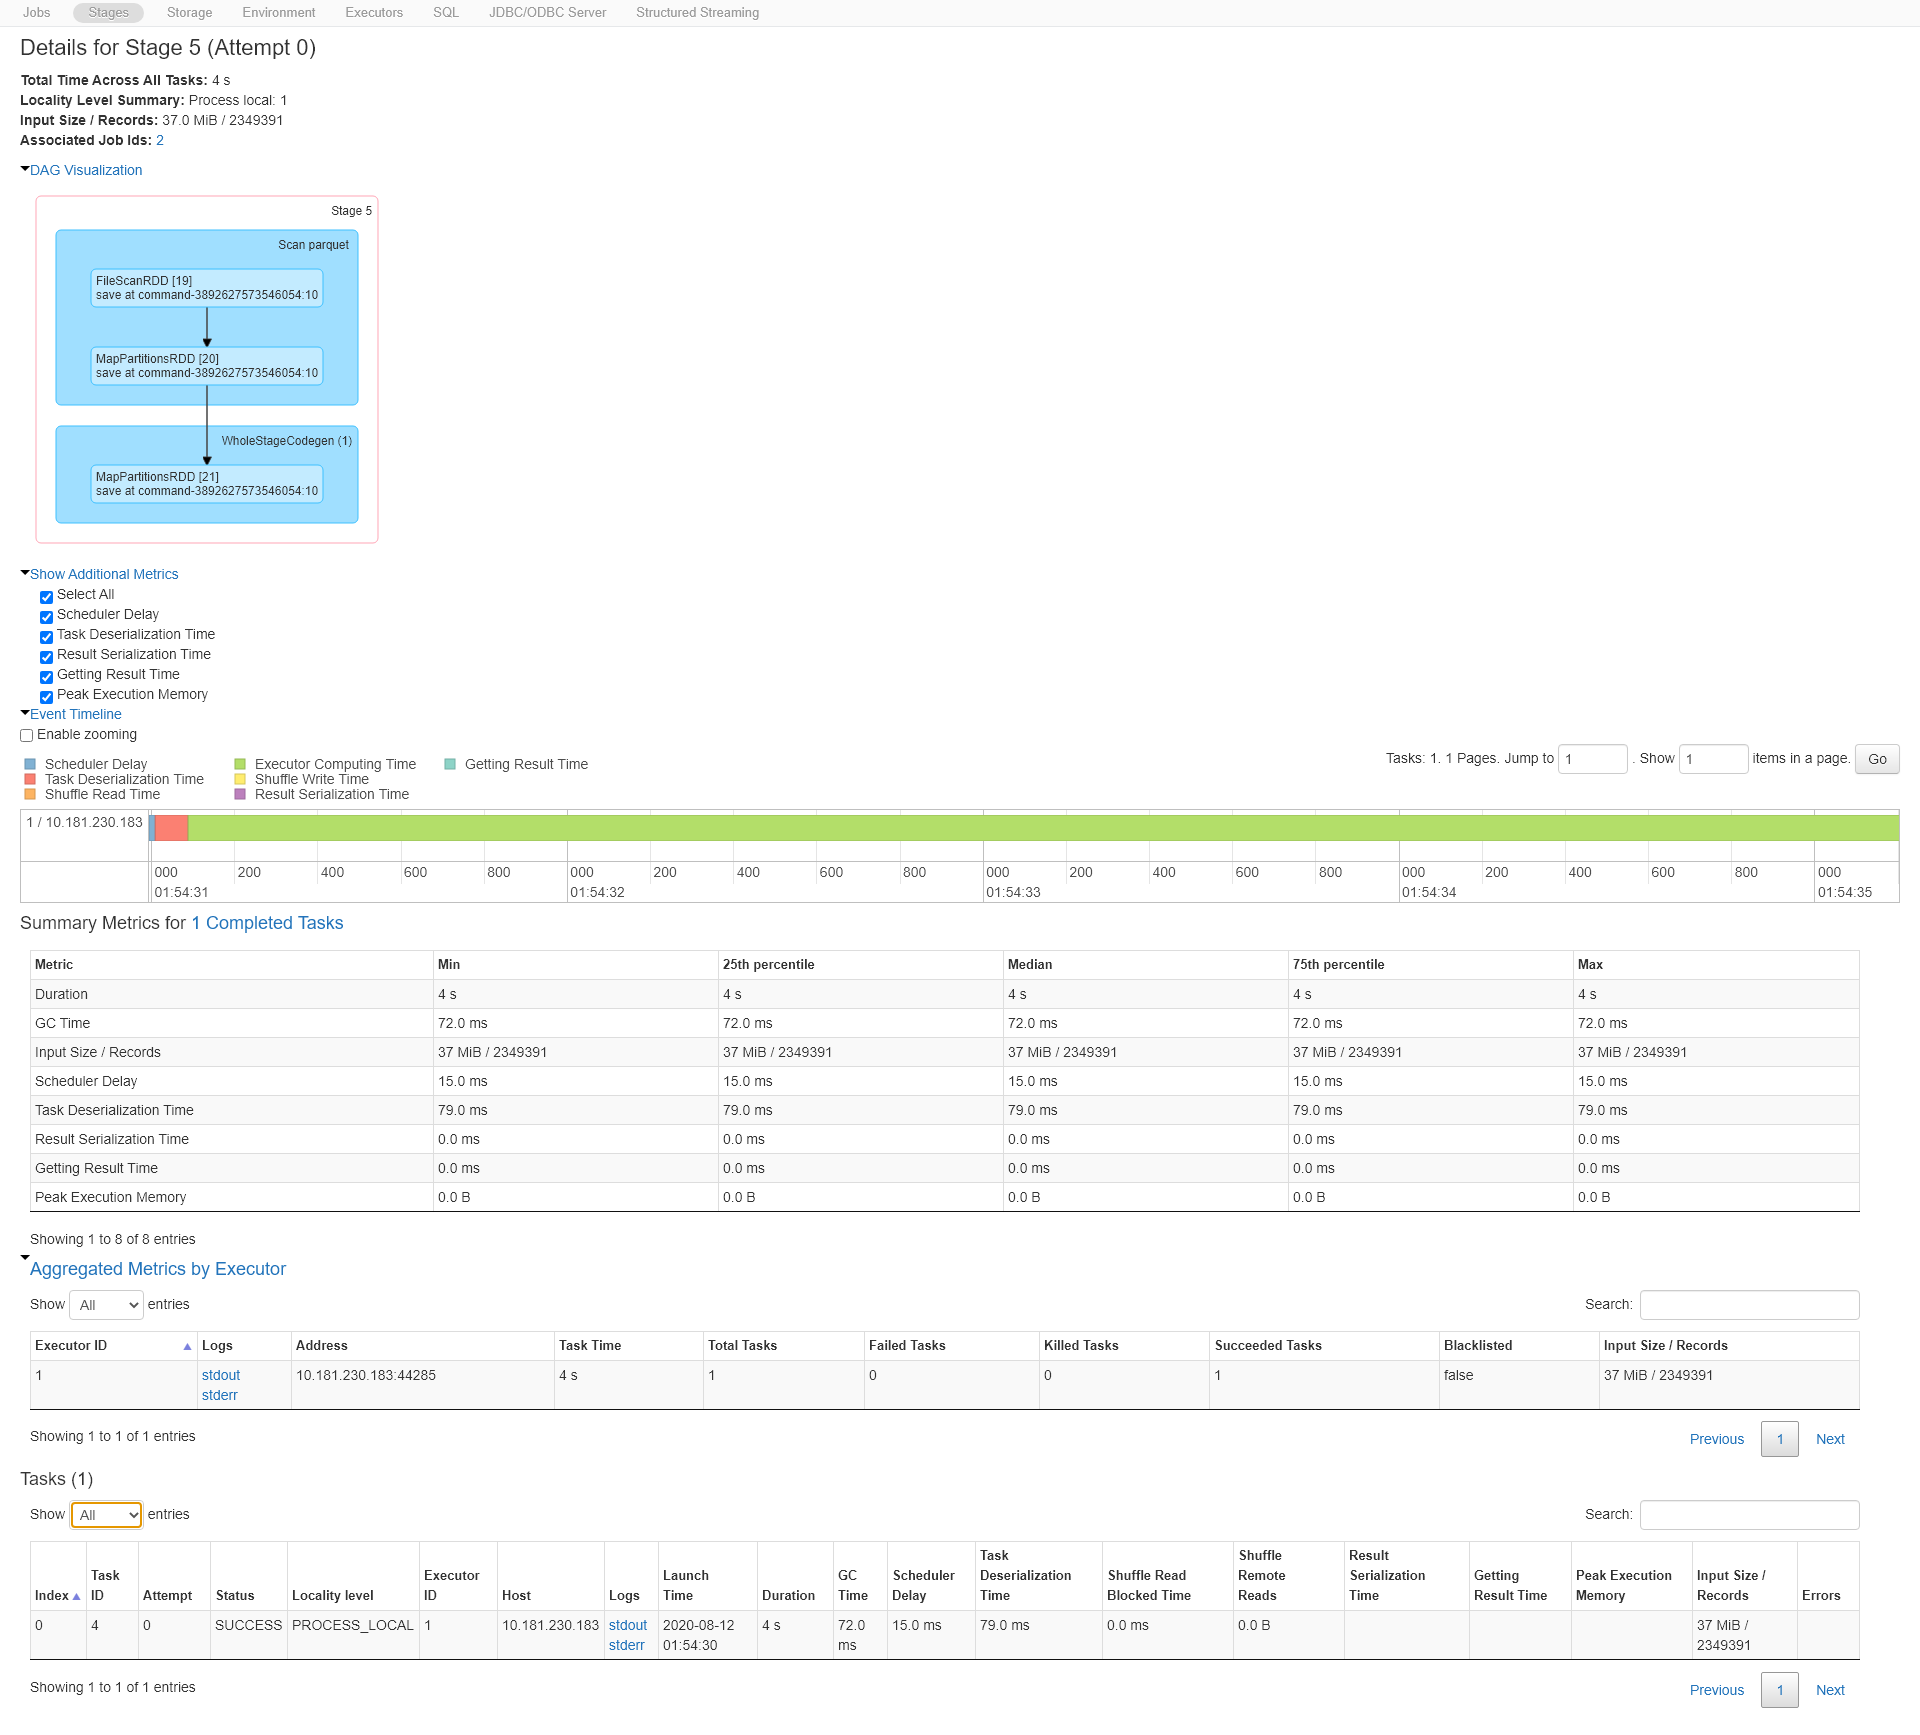 Jobs Stages Storage Environment Executors SQL JDBC/ODBC Server Structured Streaming
Details for Stage 5 (Attempt 0)
Total Time Across All Tasks: 4 s
Locality Level Summary: Process local: 1
Input Size / Records: 37.0 MiB / 2349391
Associated Job Ids: 2
DAG Visualization
Stage 5
Scan parquet
FileScanRDD [19]
save at command-3892627573546054:10
MapPartitionsRDD [20]
save at command-3892627573546054:10
WholeStageCodegen (1)
MapPartitionsRDD [21]
save at command-3892627573546054:10
Show Additional Metrics
Select All
Scheduler Delay
Task Deserialization Time
Result Serialization Time
Getting Result Time
Peak Execution Memory
Event Timeline
Enable zooming
Tasks: 1. 1 Pages. Jump to 1 . Show 1 items in a page. Go
Scheduler Delay Executor Computing Time Getting Result Time
Task Deserialization Time Shuffle Write Time
Shuffle Read Time Result Serialization Time
1 / 10.181.230.183
000 200 400 600 800 000 200 400 600 800 000 200 400 600 800 000 200 400 600 800 000
01:54:31 01:54:32 01:54:33 01:54:34 01:54:35
Summary Metrics for 1 Completed Tasks
Metric Min 25th percentile Median 75th percentile Max
Duration 4 s 4 s 4 s 4 s 4 s
GC Time 72.0 ms 72.0 ms 72.0 ms 72.0 ms 72.0 ms
Input Size / Records 37 MiB / 2349391 37 MiB / 2349391 37 MiB / 2349391 37 MiB / 2349391 37 MiB / 2349391
Scheduler Delay 15.0 ms 15.0 ms 15.0 ms 15.0 ms 15.0 ms
Task Deserialization Time 79.0 ms 79.0 ms 79.0 ms 79.0 ms 79.0 ms
Result Serialization Time 0.0 ms 0.0 ms 0.0 ms 0.0 ms 0.0 ms
Getting Result Time 0.0 ms 0.0 ms 0.0 ms 0.0 ms 0.0 ms
Peak Execution Memory 0.0 B 0.0 B 0.0 B 0.0 B 0.0 B
Showing 1 to 8 of 8 entries
Aggregated Metrics by Executor
Show All entries Search:
Executor ID Logs Address Task Time Total Tasks Failed Tasks Killed Tasks Succeeded Tasks Blacklisted Input Size / Records
1 stdout 10.181.230.183:44285 4 s 1 0 0 1 false 37 MiB / 2349391
stderr
Showing 1 to 1 of 1 entries
Previous 1 Next
Tasks (1)
Show All entries Search:
Task Shuffle Result
Task Executor Launch GC Scheduler Deserialization Shuffle Read Remote Serialization Getting Peak Execution Input Size /
Index ID Attempt Status Locality level ID Host Logs Time Duration Time Delay Time Blocked Time Reads Time Result Time Memory Records Errors
0 4 0 SUCCESS PROCESS_LOCAL 1 10.181.230.183 stdout 2020-08-12 4 s 72.0 15.0 ms 79.0 ms 0.0 ms 0.0 B 37 MiB /
stderr 01:54:30 ms 2349391
Showing 1 to 1 of 1 entries
Previous 1 Next